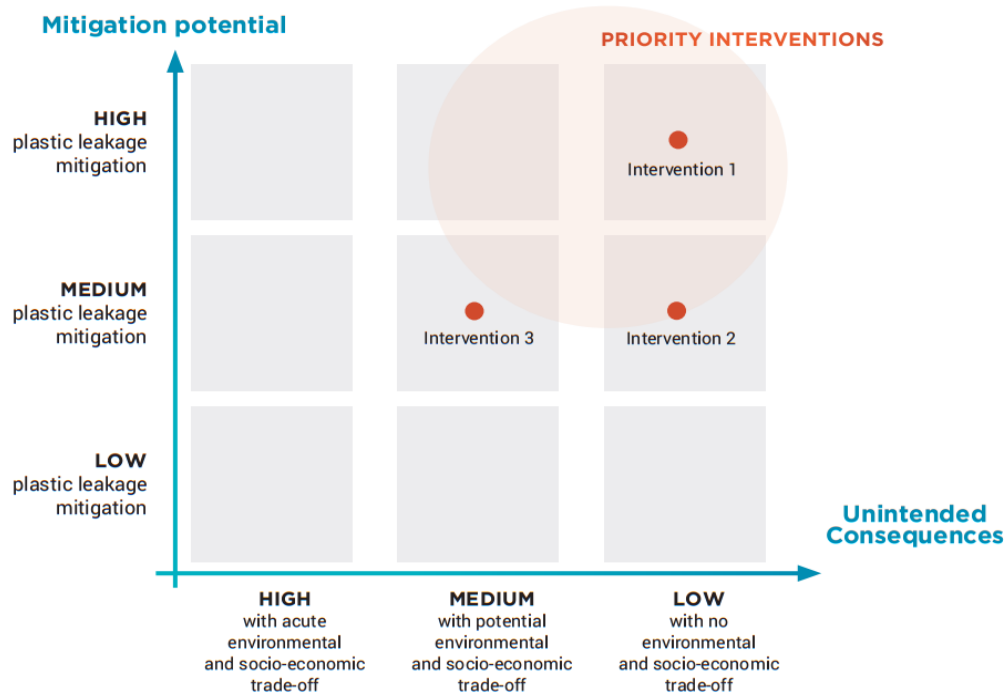 Mitigation potential
PRIORITY INTERVENTIONS
HIGH
plastic leakage
mitigation
Intervention 1
MEDIUM
plastic leakage
mitigation
Intervention 3
Intervention 2
LOW
plastic leakage
mitigation
Unintended
Consequences
HIGH
with acute
environmental
and socio-economic
trade-off
MEDIUM
with potential
environmental
and socio-economic
trade-off
LOW
with no
environmental
and socio-economic
trade-off